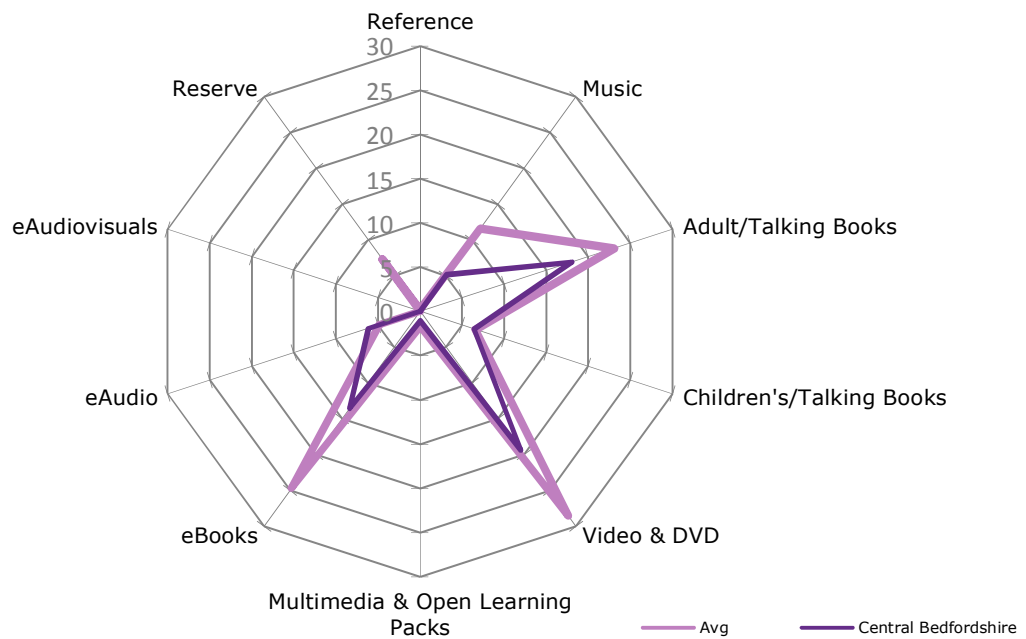 Reference
30
Reserve
Music
25
20
15
eAudiovisuals
10
Adult/Talking Books
5
0
eAudio
Children's/Talking Books
eBooks
Video & DVD
Multimedia & Open Learning
Packs
Avg
Central Bedfordshire